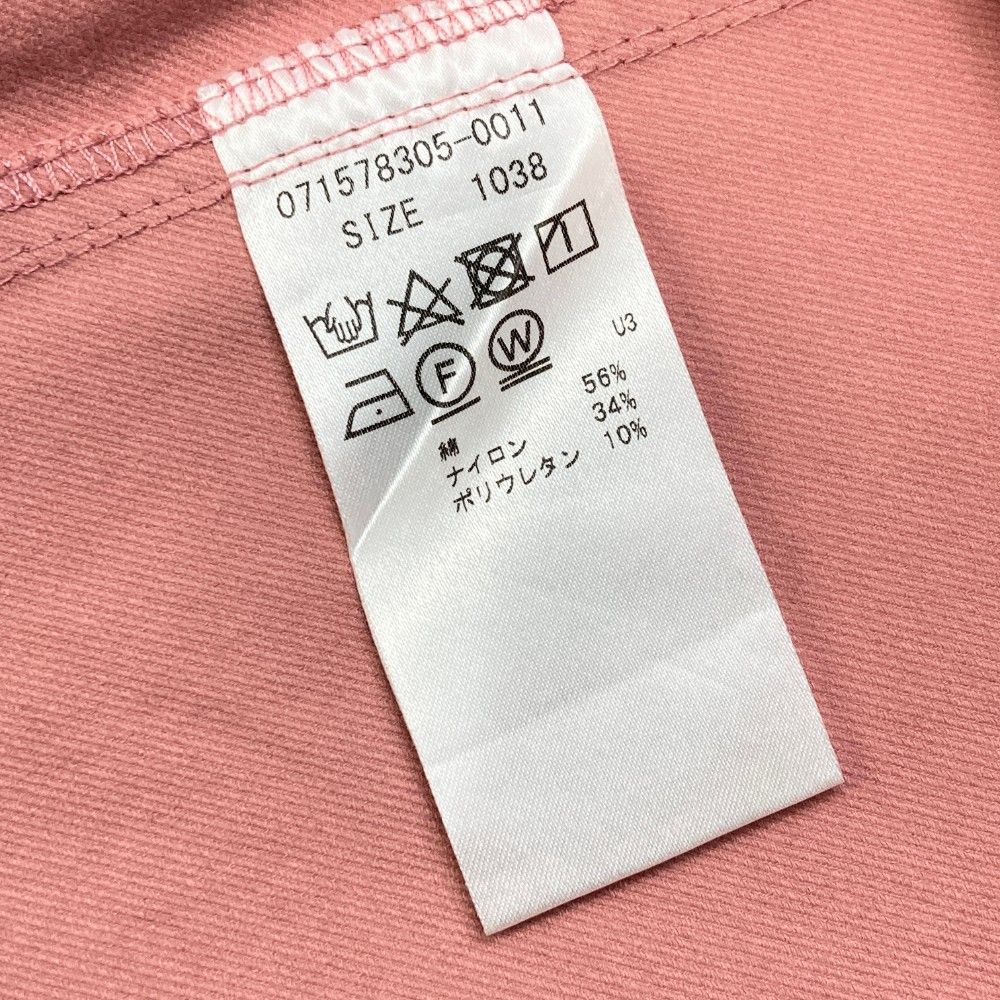 071578305-0011
SIZE 1038
F W
U3
綿 56%
ナイロン 34%
ポリウレタン 10%